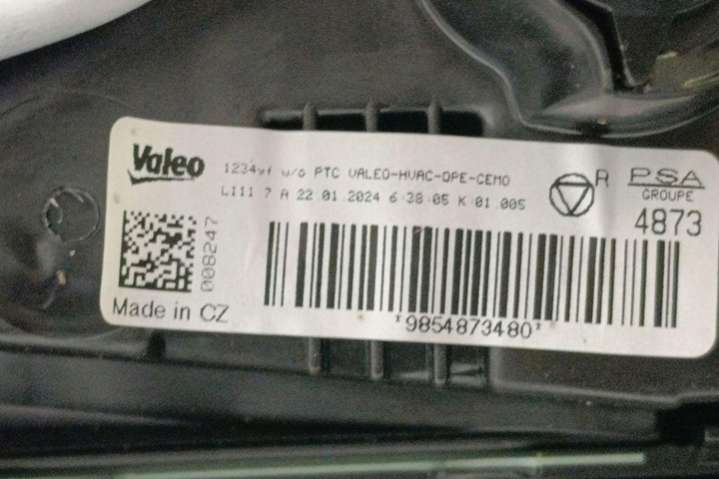 Valeo
1234yf w/o PTC VALEO-HVAC-OPE-CEMO
L111 7 A 22.01.2024 6:38:05 K 01.005
R
PSA
GROUPE
4873
008247
Made in CZ
*9854873480*